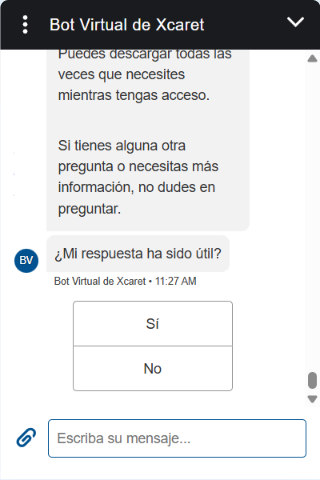 Bot Virtual de Xcaret
Puedes descargar todas las
veces que necesites
mientras tengas acceso.
Si tienes alguna otra
pregunta o necesitas más
información, no dudes en
preguntar.
BV
¿Mi respuesta ha sido útil?
Bot Virtual de Xcaret • 11:27 AM
Sí
No
Escriba su mensaje...